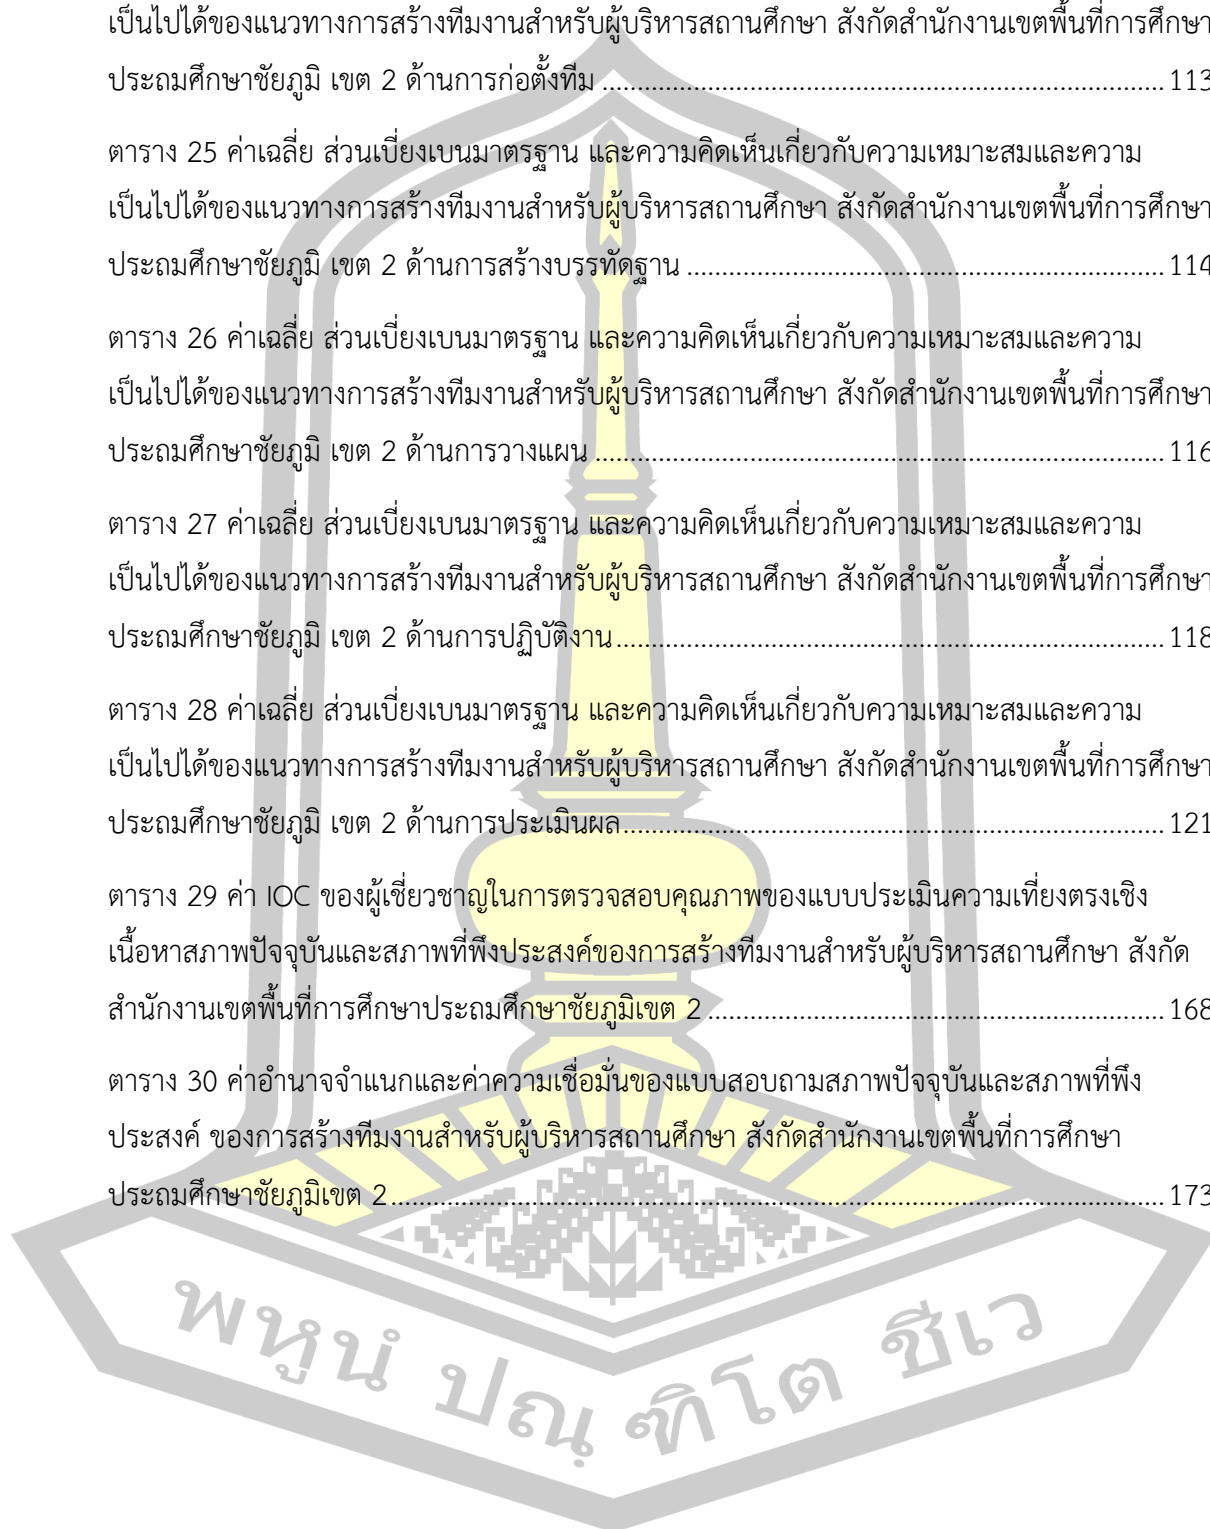 เป็นไปได้ของแนวทางการสร้างทีมงานสำหรับผู้บริหารสถานศึกษา สังกัดสำนักงานเขตพื้นที่การศึกษา
ประถมศึกษาชัยภูมิ เขต 2 ด้านการก่อตั้งทีม ........................................................................................ 113
ตาราง 25 ค่าเฉลี่ย ส่วนเบี่ยงเบนมาตรฐาน และความคิดเห็นเกี่ยวกับความเหมาะสมและความ
เป็นไปได้ของแนวทางการสร้างทีมงานสำหรับผู้บริหารสถานศึกษา สังกัดสำนักงานเขตพื้นที่การศึกษา
ประถมศึกษาชัยภูมิ เขต 2 ด้านการสร้างบรรทัดฐาน ........................................................................... 114
ตาราง 26 ค่าเฉลี่ย ส่วนเบี่ยงเบนมาตรฐาน และความคิดเห็นเกี่ยวกับความเหมาะสมและความ
เป็นไปได้ของแนวทางการสร้างทีมงานสำหรับผู้บริหารสถานศึกษา สังกัดสำนักงานเขตพื้นที่การศึกษา
ประถมศึกษาชัยภูมิ เขต 2 ด้านการวางแผน ......................................................................................... 116
ตาราง 27 ค่าเฉลี่ย ส่วนเบี่ยงเบนมาตรฐาน และความคิดเห็นเกี่ยวกับความเหมาะสมและความ
เป็นไปได้ของแนวทางการสร้างทีมงานสำหรับผู้บริหารสถานศึกษา สังกัดสำนักงานเขตพื้นที่การศึกษา
ประถมศึกษาชัยภูมิ เขต 2 ด้านการปฏิบัติงาน ...................................................................................... 118
ตาราง 28 ค่าเฉลี่ย ส่วนเบี่ยงเบนมาตรฐาน และความคิดเห็นเกี่ยวกับความเหมาะสมและความ
เป็นไปได้ของแนวทางการสร้างทีมงานสำหรับผู้บริหารสถานศึกษา สังกัดสำนักงานเขตพื้นที่การศึกษา
ประถมศึกษาชัยภูมิ เขต 2 ด้านการประเมินผล ..................................................................................... 121
ตาราง 29 ค่า IOC ของผู้เชี่ยวชาญในการตรวจสอบคุณภาพของแบบประเมินความเที่ยงตรงเชิง
เนื้อหาสภาพปัจจุบันและสภาพที่พึงประสงค์ของการสร้างทีมงานสำหรับผู้บริหารสถานศึกษา สังกัด
สำนักงานเขตพื้นที่การศึกษาประถมศึกษาชัยภูมิเขต 2 ........................................................................ 168
ตาราง 30 ค่าอำนาจจำแนกและค่าความเชื่อมั่นของแบบสอบถามสภาพปัจจุบันและสภาพที่พึง
ประสงค์ ของการสร้างทีมงานสำหรับผู้บริหารสถานศึกษา สังกัดสำนักงานเขตพื้นที่การศึกษา
ประถมศึกษาชัยภูมิเขต 2 ......................................................................................................................... 173
พหูนํ ปณฺฑิโต ชีเว